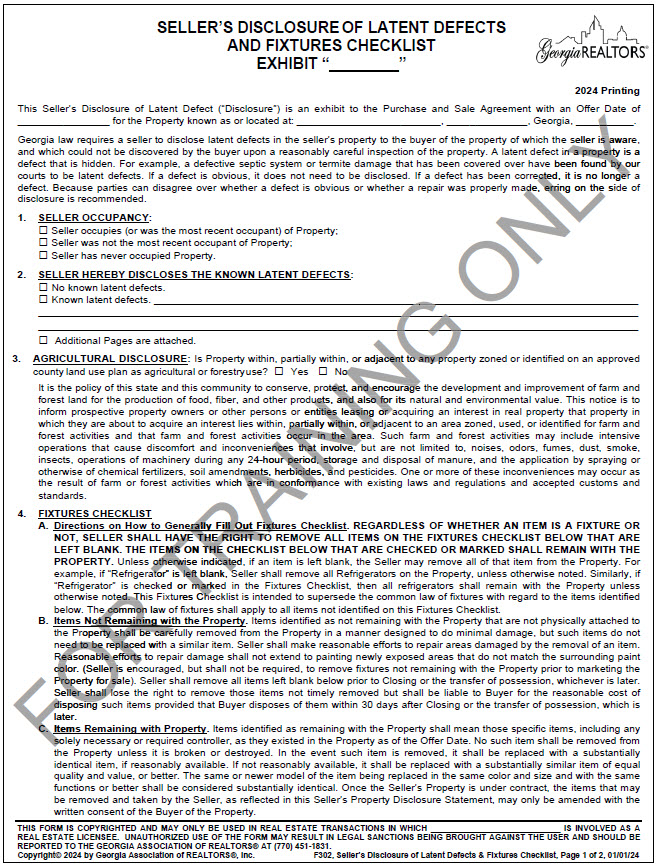 SELLER'S DISCLOSURE OF LATENT DEFECTS
AND FIXTURES CHECKLIST
EXHIBIT “________”
Georgia REALTORS®
2024 Printing
This Seller's Disclosure of Latent Defect (“Disclosure”) is an exhibit to the Purchase and Sale Agreement with an Offer Date of
_________________ for the Property known as or located at: __________________________, _______________, Georgia, ___________.
Georgia law requires a seller to disclose latent defects in the seller's property to the buyer of the property of which the seller is aware,
and which could not be discovered by the buyer upon a reasonably careful inspection of the property. A latent defect in a property is a
defect that is hidden. For example, a defective septic system or termite damage that has been covered over have been found by our
courts to be latent defects. If a defect is obvious, it does not need to be disclosed. If a defect has been corrected, it is no longer a
defect. Because parties can disagree over whether a defect is obvious or whether a repair was properly made, erring on the side of
disclosure is recommended.
1. SELLER OCCUPANCY:
☐ Seller occupies (or was the most recent occupant) of Property;
☐ Seller was not the most recent occupant of Property;
☐ Seller has never occupied Property.
2. SELLER HEREBY DISCLOSES THE KNOWN LATENT DEFECTS:
☐ No known latent defects.
☐ Known latent defects. ______________________________
☐ Additional Pages are attached.
3. AGRICULTURAL DISCLOSURE: Is Property within, partially within, or adjacent to any property zoned or identified on an approved
county land use plan as agricultural or forestryuse? ☐ Yes ☐ No
It is the policy of this state and this community to conserve, protect, and encourage the development and improvement of farm and
forest land for the production of food, fiber, and other products, and also for its natural and environmental value. This notice is to
inform prospective property owners or other persons or entities leasing or acquiring an interest in real property that property in
which they are about to acquire an interest lies within, partially within, or adjacent to an area zoned, used, or identified for farm and
forest activities and that farm and forest activities occur in the area. Such farm and forest activities may include intensive
operations that cause discomfort and inconveniences that involve, but are not limited to, noises, odors, fumes, dust, smoke,
insects, operations of machinery during any 24-hour period, storage and disposal of manure, and the application by spraying or
otherwise of chemical fertilizers, soil amendments, herbicides, and pesticides. One or more of these inconveniences may occur as
the result of farm or forest activities which are in conformance with existing laws and regulations and accepted customs and
standards.
4. FIXTURES CHECKLIST
A. Directions on How to Generally Fill Out Fixtures Checklist. REGARDLESS OF WHETHER AN ITEM IS A FIXTURE OR
NOT, SELLER SHALL HAVE THE RIGHT TO REMOVE ALL ITEMS ON THE FIXTURES CHECKLIST BELOW THAT ARE
LEFT BLANK. THE ITEMS ON THE CHECKLIST BELOW THAT ARE CHECKED OR MARKED SHALL REMAIN WITH THE
PROPERTY. Unless otherwise indicated, if an item is left blank, the Seller may remove all of that item from the Property. For
example, if “Refrigerator” is left blank, Seller shall remove all Refrigerators on the Property, unless otherwise noted. Similarly, if
“Refrigerator” is checked or marked in the Fixtures Checklist, then all refrigerators shall remain with the Property unless
otherwise noted. This Fixtures Checklist is intended to supersede the common law of fixtures with regard to the items identified
below. The common law of fixtures shall apply to all items not identified on this Fixtures Checklist.
B. Items Not Remaining with the Property. Items identified as not remaining with the Property that are not physically attached to
the Property shall be carefully removed from the Property in a manner designed to do minimal damage, but such items do not
need to be replaced with a similar item. Seller shall make reasonable efforts to repair areas damaged by the removal of an item.
Reasonable efforts to repair damage shall not extend to painting newly exposed areas that do not match the surrounding paint
color. (Seller is encouraged, but shall not be required, to remove fixtures not remaining with the Property prior to marketing the
Property for sale). Seller shall remove all items left blank below prior to Closing or the transfer of possession, whichever is later.
Seller shall lose the right to remove those items not timely removed but shall be liable to Buyer for the reasonable cost of
disposing such items provided that Buyer disposes of them within 30 days after Closing or the transfer of possession, which is
later.
C. Items Remaining with Property. Items identified as remaining with the Property shall mean those specific items, including any
solely necessary or required controller, as they existed in the Property as of the Offer Date. No such item shall be removed from
the Property unless it is broken or destroyed. In the event such item is removed, it shall be replaced with a substantially
identical item, if reasonably available. If not reasonably available, it shall be replaced with a substantially similar item of equal
quality and value, or better. The same or newer model of the item being replaced in the same color and size and with the same
functions or better shall be considered substantially identical. Once the Seller's Property is under contract, the items that may
be removed and taken by the Seller, as reflected in this Seller's Property Disclosure Statement, may only be amended with the
written consent of the Buyer of the Property.
THIS FORM IS COPYRIGHTED AND MAY ONLY BE USED IN REAL ESTATE TRANSACTIONS IN WHICH ______________________ IS INVOLVED AS A
REAL ESTATE LICENSEE. UNAUTHORIZED USE OF THE FORM MAY RESULT IN LEGAL SANCTIONS BEING BROUGHT AGAINST THE USER AND SHOULD BE
REPORTED TO THE GEORGIA ASSOCIATION OF REALTORS® AT (770) 451-1831.
Copyright© 2024 by Georgia Association of REALTORS®, Inc. F302, Seller's Disclosure of Latent Defects & Fixtures Checklist, Page 1 of 2, 01/01/24
FOR TRAINING ONLY